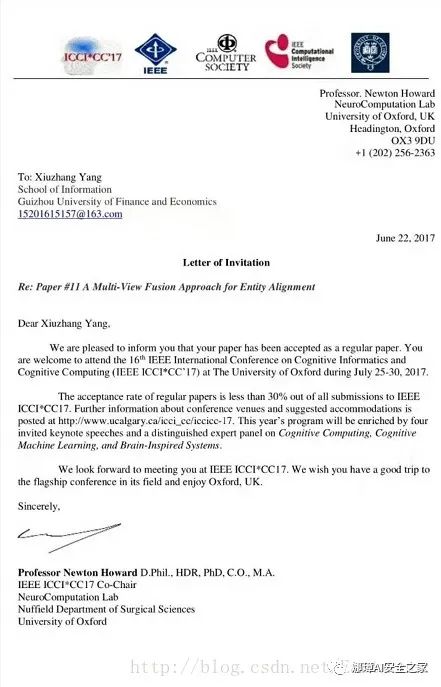 ICCI*CC'17
IEEE
IEEE
COMPUTER
SOCIETY
IEEE
Computational
Intelligence
Society
Professor. Newton Howard
NeuroComputation Lab
University of Oxford, UK
Headington, Oxford
OX3 9DU
+1 (202) 256-2363
To: Xiuzhang Yang
School of Information
Guizhou University of Finance and Economics
15201615157@163.com
June 22, 2017
Letter of Invitation
Re: Paper #11 A Multi-View Fusion Approach for Entity Alignment
Dear Xiuzhang Yang,
We are pleased to inform you that your paper has been accepted as a regular paper. You
are welcome to attend the 16th IEEE International Conference on Cognitive Informatics and
Cognitive Computing (IEEE ICCI*CC'17) at The University of Oxford during July 25-30, 2017.
The acceptance rate of regular papers is less than 30% out of all submissions to IEEE
ICCI*CC17. Further information about conference venues and suggested accommodations is
posted at http://www.ucalgary.ca/icci_cc/iccicc-17. This year's program will be enriched by four
invited keynote speeches and a distinguished expert panel on Cognitive Computing, Cognitive
Machine Learning, and Brain-Inspired Systems.
We look forward to meeting you at IEEE ICCI*CC17. We wish you have a good trip to
the flagship conference in its field and enjoy Oxford, UK.
Sincerely,
Professor Newton Howard D.Phil., HDR, PhD, C.O., M.A.
IEEE ICCI*CC17 Co-Chair
NeuroComputation Lab
Nuffield Department of Surgical Sciences
University of Oxford
http://blog.csdn.net/
娜璋AI安全之家